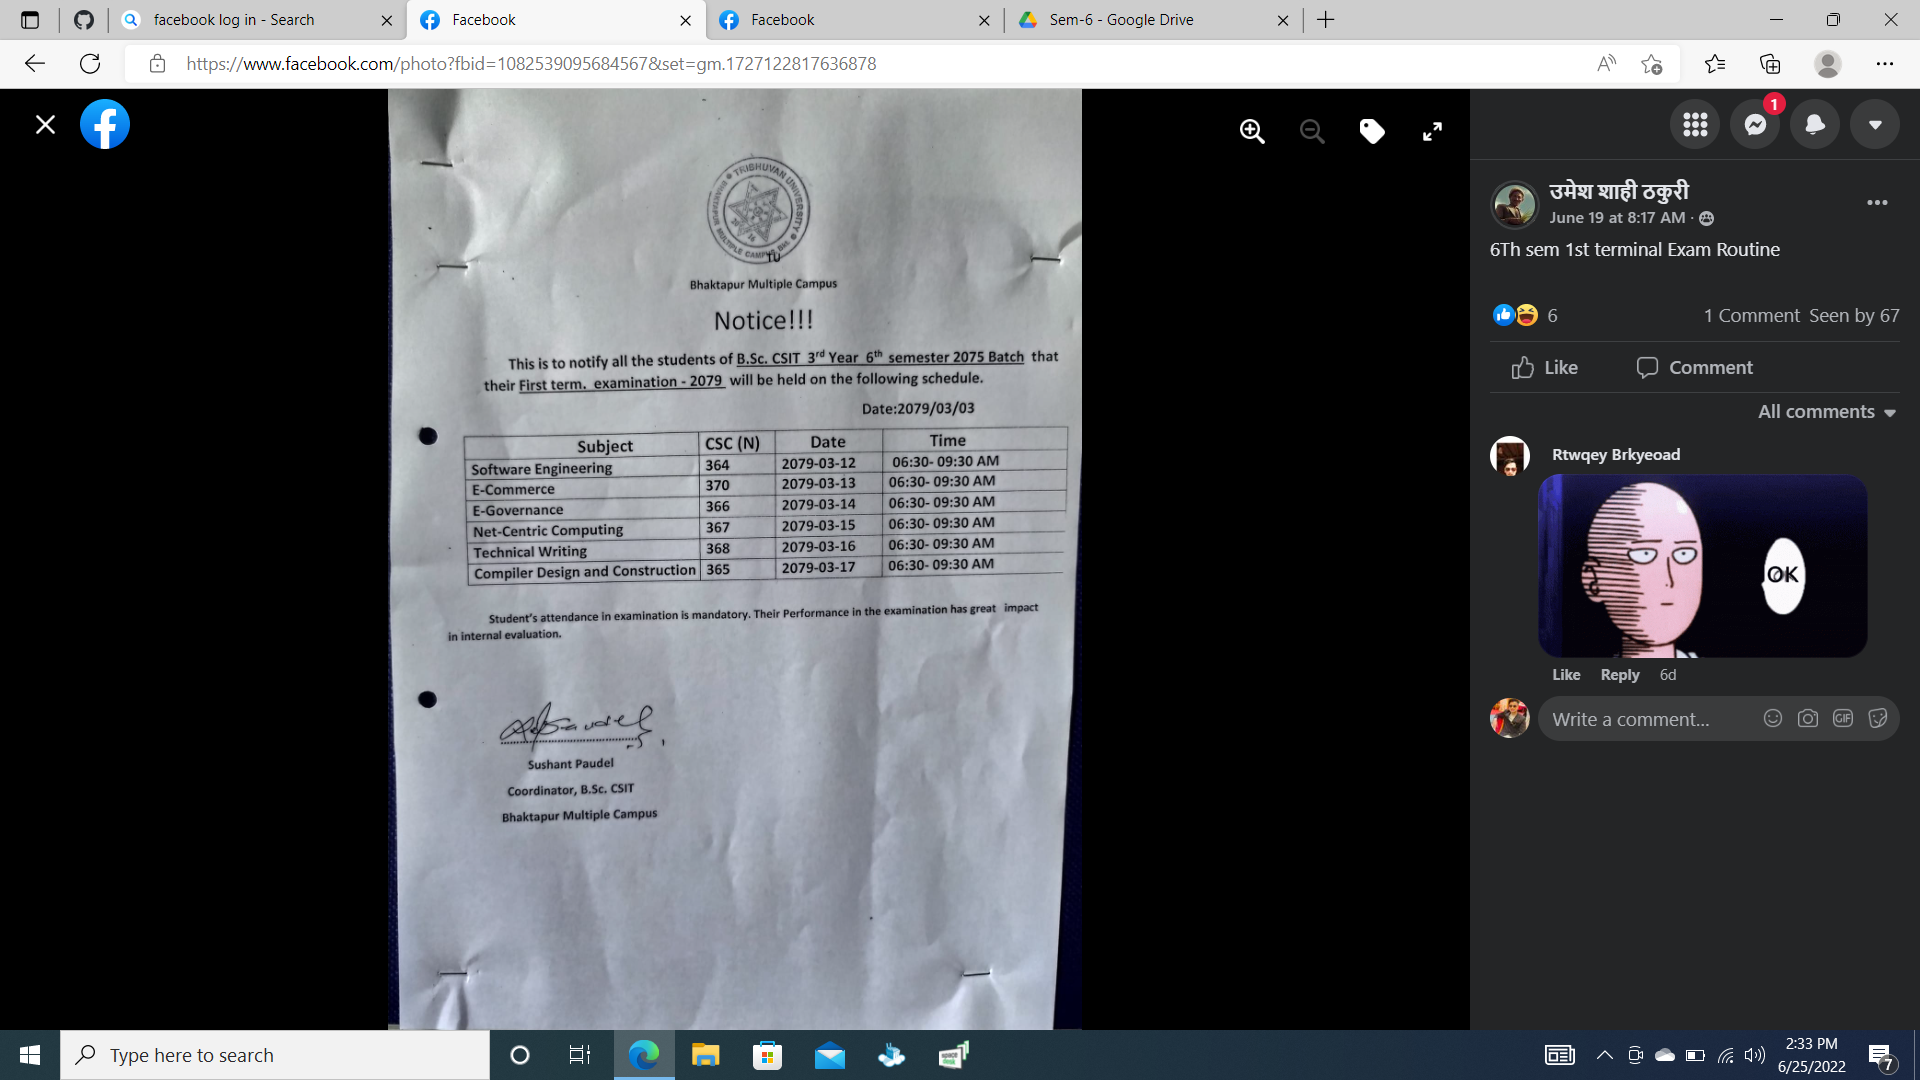 facebook log in - Search
Facebook
Facebook
Sem-6 - Google Drive
https://www.facebook.com/photo?fbid=1082539095684567&set=gm.1727122817636878
TRIBHUVAN UNIVERSITY
BHAKTAPUR MULTIPLE CAMPUS
TU
Bhaktapur Multiple Campus
Notice!!!
This is to notify all the students of B.Sc. CSIT 3rd Year 6th semester 2075 Batch that
their First term. examination - 2079 will be held on the following schedule.
Date:2079/03/03
Subject CSC (N) Date Time
Software Engineering 364 2079-03-12 06:30- 09:30 AM
E-Commerce 370 2079-03-13 06:30- 09:30 AM
E-Governance 366 2079-03-14 06:30- 09:30 AM
Net-Centric Computing 367 2079-03-15 06:30- 09:30 AM
Technical Writing 368 2079-03-16 06:30- 09:30 AM
Compiler Design and Construction 365 2079-03-17 06:30- 09:30 AM
Student's attendance in examination is mandatory. Their Performance in the examination has great impact
in internal evaluation.
Sushant Paudel
Coordinator, B.Sc. CSIT
Bhaktapur Multiple Campus
1
उमेश शाही ठकुरी
June 19 at 8:17 AM ·
6Th sem 1st terminal Exam Routine
6
1 Comment Seen by 67
Like Comment
All comments
Rtwqey Brkyeoad
OK
Like Reply 6d
Write a comment...
GIF
Type here to search
2:33 PM
6/25/2022
7